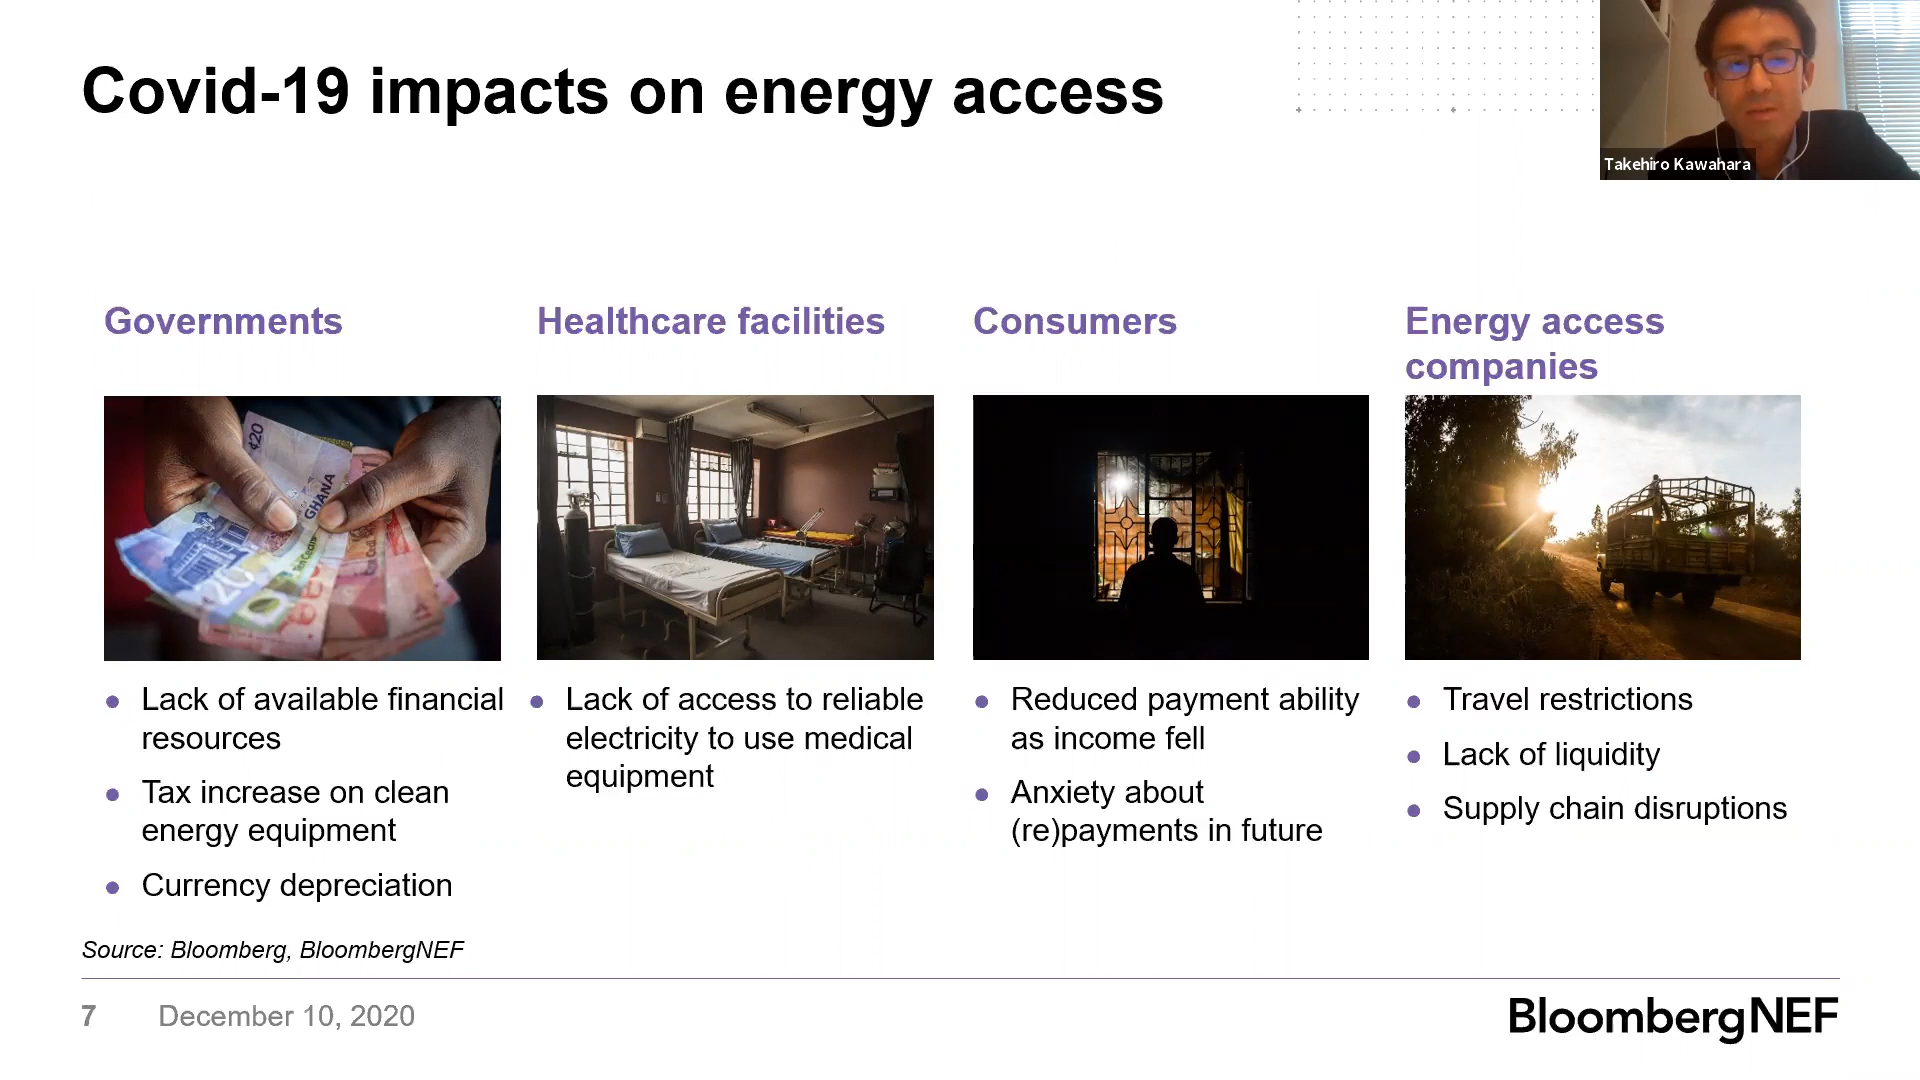 Covid-19 impacts on energy access
Takehiro Kawahara
Governments
Healthcare facilities
Consumers
Energy access
companies
₵20
GHANA
20
● Lack of available financial
resources
● Tax increase on clean
energy equipment
● Currency depreciation
● Lack of access to reliable
electricity to use medical
equipment
● Reduced payment ability
as income fell
● Anxiety about
(re)payments in future
● Travel restrictions
● Lack of liquidity
● Supply chain disruptions
Source: Bloomberg, BloombergNEF
7 December 10, 2020
BloombergNEF